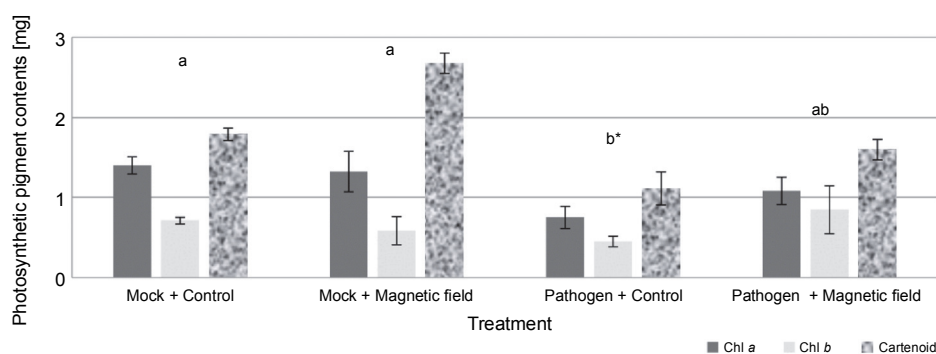 Photosynthetic pigment contents [mg]
3
2
1
0
a
a
b*
ab
Mock + Control
Mock + Magnetic field
Pathogen + Control
Pathogen + Magnetic field
Treatment
Chl a
Chl b
Cartenoid